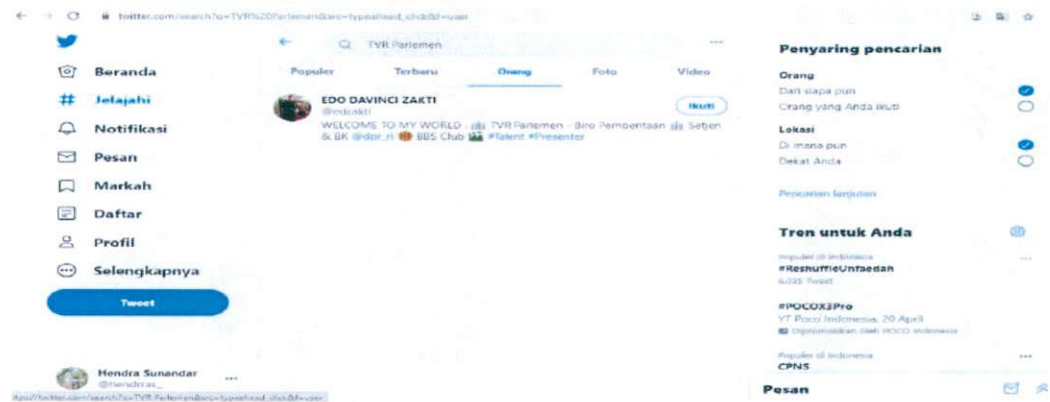 twitter.com/search?q=TVR%20Parlemen&src=typeahead_click&f=user
TVR Parlemen
Populer
Terbaru
Orang
Foto
Video
Beranda
Jelajahi
Notifikasi
Pesan
Markah
Daftar
Profil
Selengkapnya
Tweet
Hendra Sunandar
EDO DAVINCI ZAKTI
@edzakti
Ikuti
WELCOME TO MY WORLD - TVR Parlemen - Biro Pemberitaan Setjen
& BK @dpr_ri BBS Club #Talent #Presenter
Penyaring pencarian
Orang
Dari siapa pun
Orang yang Anda ikuti
Lokasi
Di mana pun
Dekat Anda
Pencarian lanjutan
Tren untuk Anda
Populer di Indonesia
#ReshuffleUnfaedah
Tweet
#POCOX3Pro
YT Poco Indonesia, 20 April
Dipromosikan oleh POCO Indonesia
Populer di Indonesia
CPNS
Pesan